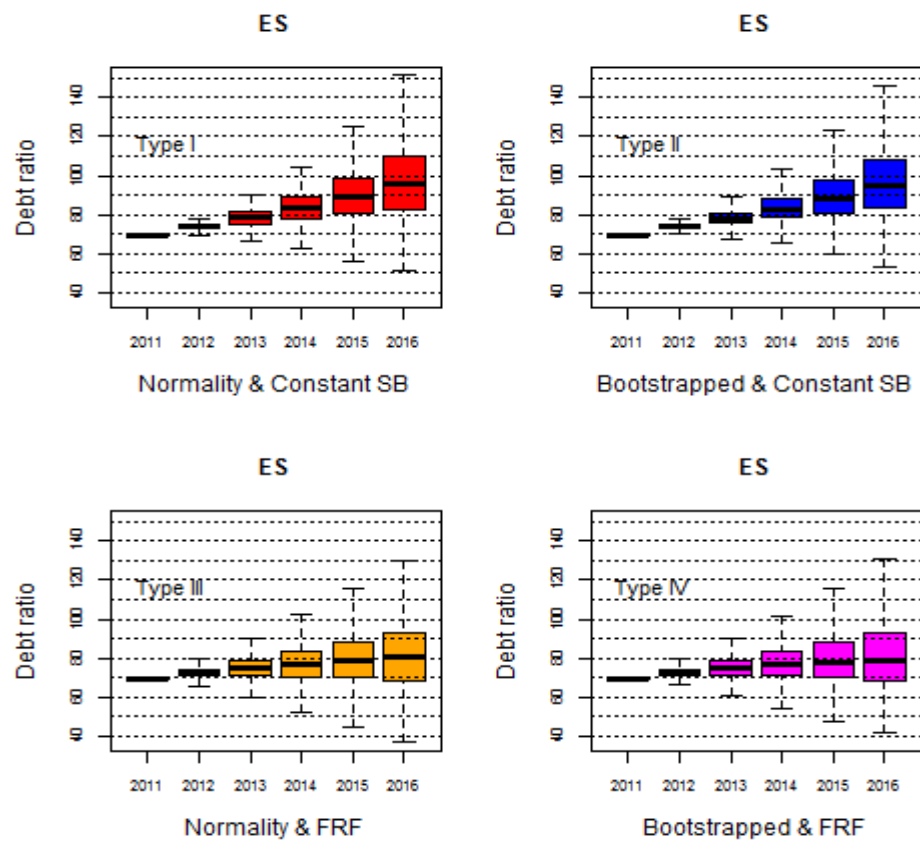 ES
Debt ratio
140
120
100
80
60
40
Type I
2011 2012 2013 2014 2015 2016
Normality & Constant SB
ES
Debt ratio
140
120
100
80
60
40
Type II
2011 2012 2013 2014 2015 2016
Bootstrapped & Constant SB
ES
Debt ratio
140
120
100
80
60
40
Type III
2011 2012 2013 2014 2015 2016
Normality & FRF
ES
Debt ratio
140
120
100
80
60
40
Type IV
2011 2012 2013 2014 2015 2016
Bootstrapped & FRF